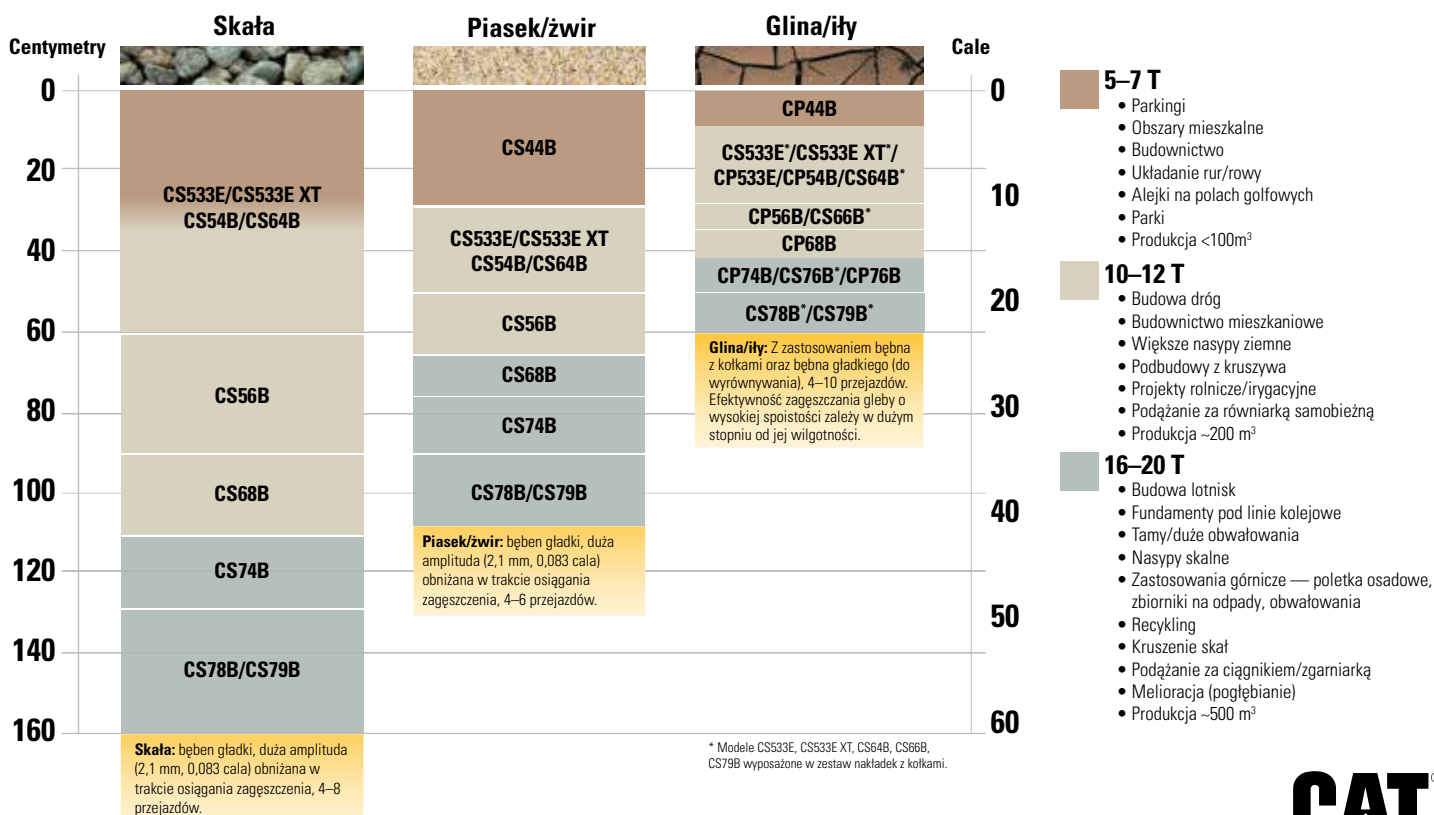 Skała
Piasek/żwir
Glina/iły
Centymetry
Cale
0
20
40
60
80
100
120
140
160
CS533E/CS533E XT
CS54B/CS64B
CS56B
CS68B
CS74B
CS78B/CS79B
Skała: bęben gładki, duża amplituda
(2,1 mm, 0,083 cala) obniżana w
trakcie osiągania zagęszczenia, 4–8
przejazdów.
CS44B
CS533E/CS533E XT
CS54B/CS64B
CS56B
CS68B
CS74B
CS78B/CS79B
Piasek/żwir: bęben gładki, duża
amplituda (2,1 mm, 0,083 cala)
obniżana w trakcie osiągania
zagęszczenia, 4–6 przejazdów.
CP44B
CS533E*/CS533E XT*/
CP533E/CP54B/CS64B*
CP56B/CS66B*
CP68B
CP74B/CS76B*/CP76B
CS78B*/CS79B*
Glina/iły: Z zastosowaniem bębna
z kołkami oraz bębna gładkiego (do
wyrównywania), 4–10 przejazdów.
Efektywność zagęszczania gleby o
wysokiej spoistości zależy w dużym
stopniu od jej wilgotności.
* Modele CS533E, CS533E XT, CS64B, CS66B,
CS79B wyposażone w zestaw nakładek z kołkami.
0
10
20
30
40
50
60
5–7 T
• Parkingi
• Obszary mieszkalne
• Budownictwo
• Układanie rur/rowy
• Alejki na polach golfowych
• Parki
• Produkcja <100m³
10–12 T
• Budowa dróg
• Budownictwo mieszkaniowe
• Większe nasypy ziemne
• Podbudowy z kruszywa
• Projekty rolnicze/irygacyjne
• Podążanie za równiarką samobieżną
• Produkcja ~200 m³
16–20 T
• Budowa lotnisk
• Fundamenty pod linie kolejowe
• Tamy/duże obwałowania
• Nasypy skalne
• Zastosowania górnicze — poletka osadowe,
zbiorniki na odpady, obwałowania
• Recykling
• Kruszenie skał
• Podążanie za ciągnikiem/zgarniarką
• Melioracja (pogłębianie)
• Produkcja ~500 m³
CAT